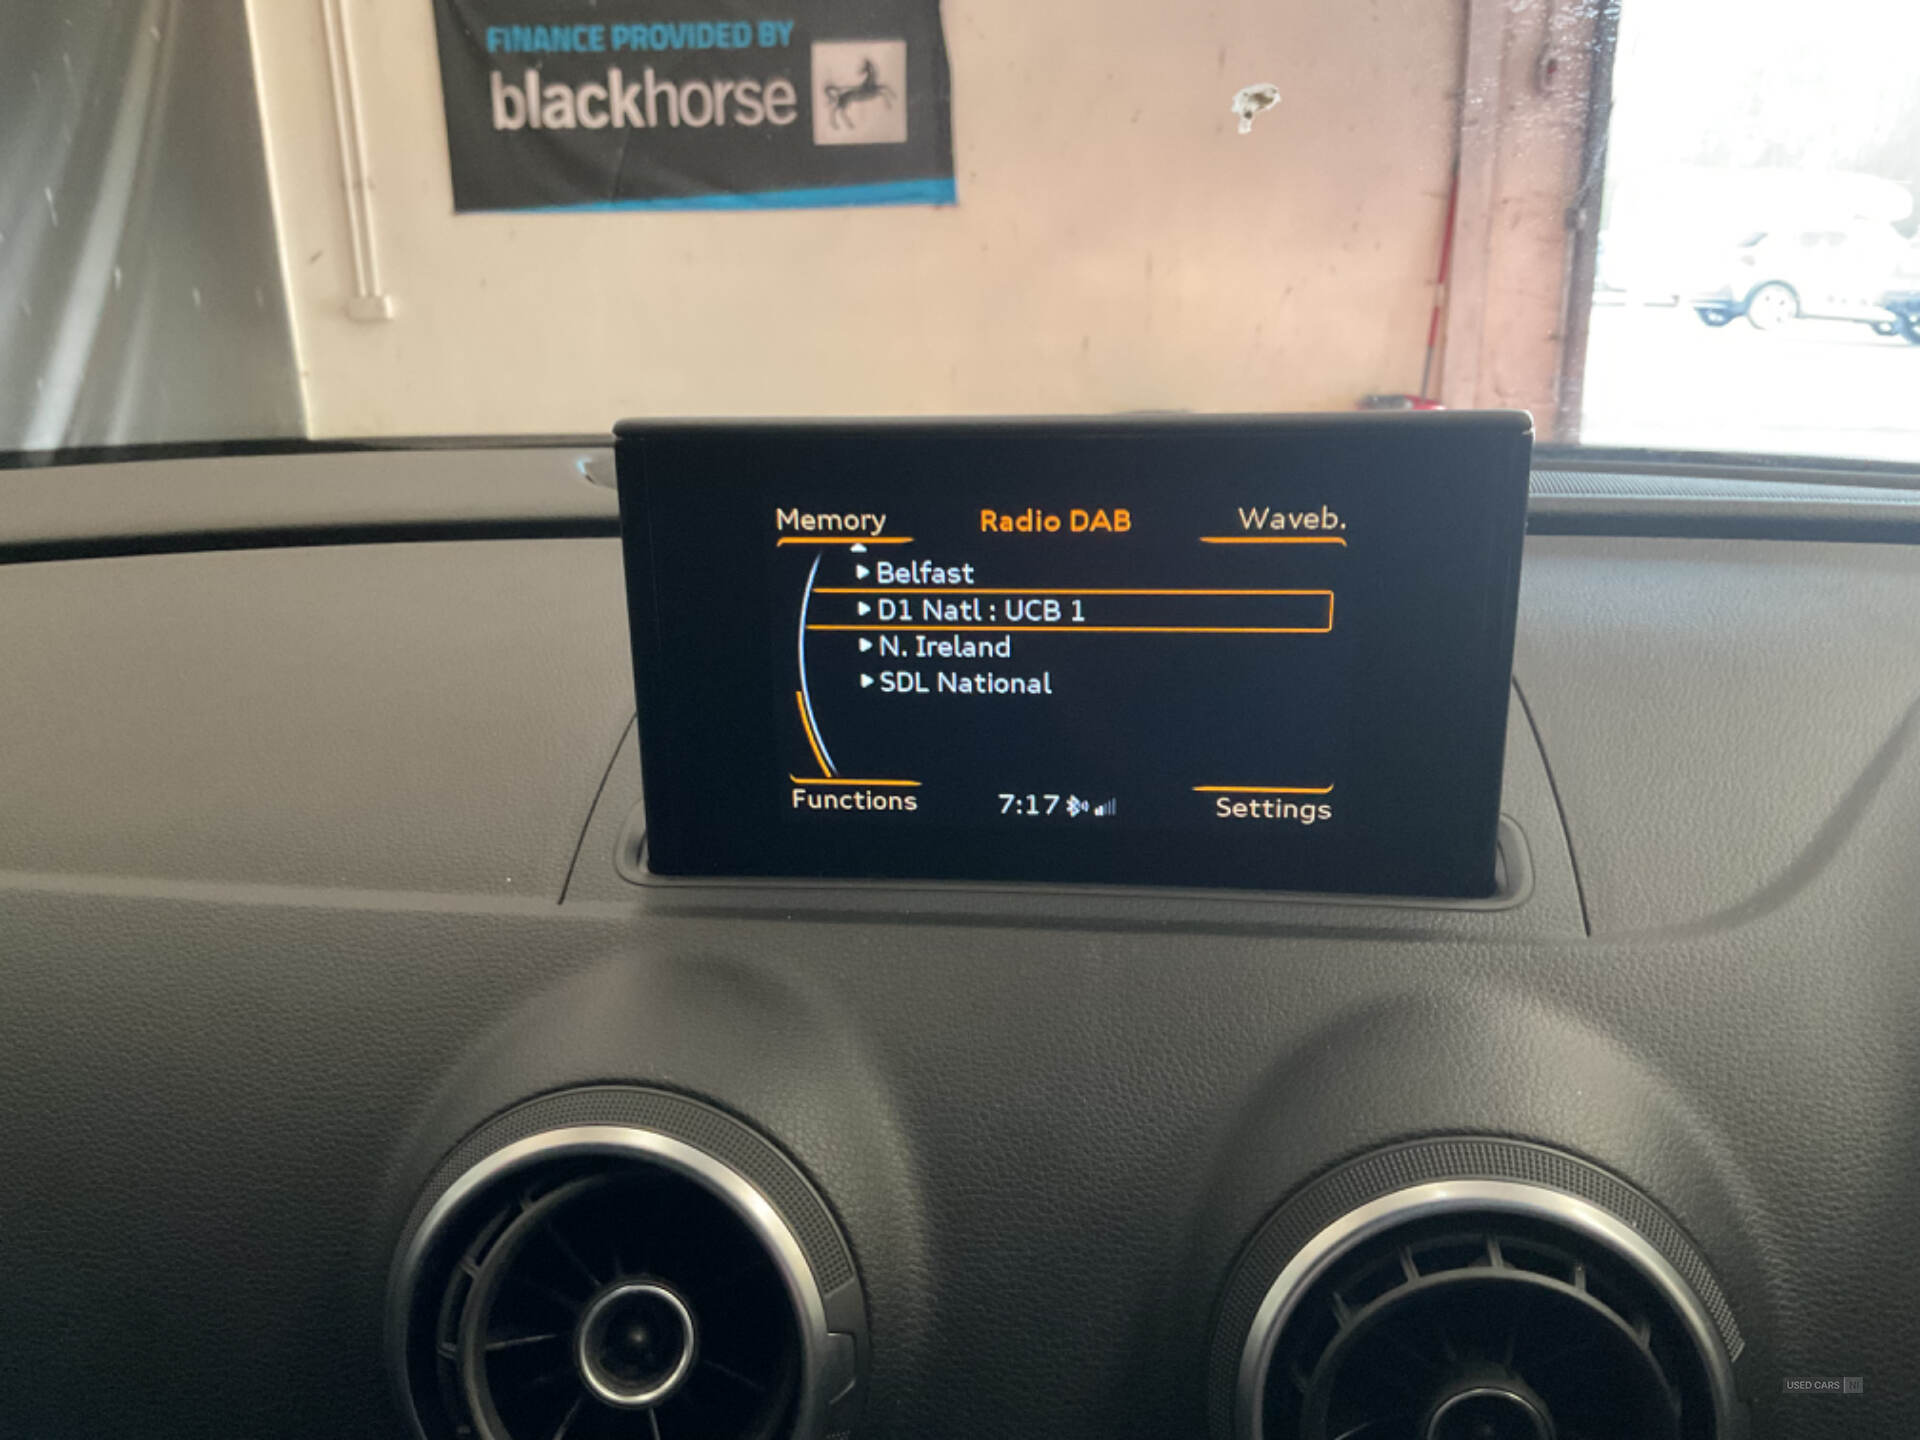 FINANCE PROVIDED BY
blackhorse
Memory Radio DAB Waveb.
Belfast
D1 Natl : UCB 1
N. Ireland
SDL National
Functions 7:17 Settings
USED CARS NI